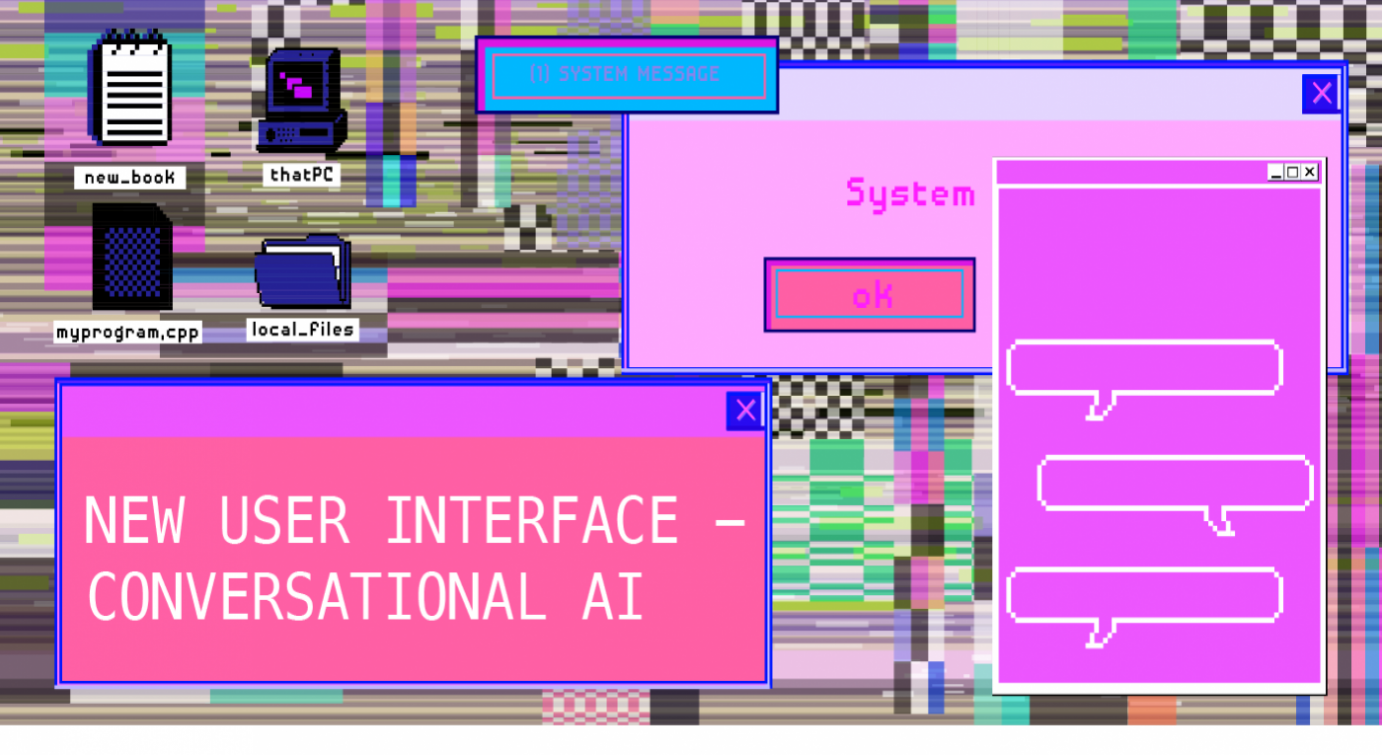 (1) SYSTEM MESSAGE
new_book
thatPC
System
ok
myprogram.cpp
local_files
NEW USER INTERFACE –
CONVERSATIONAL AI